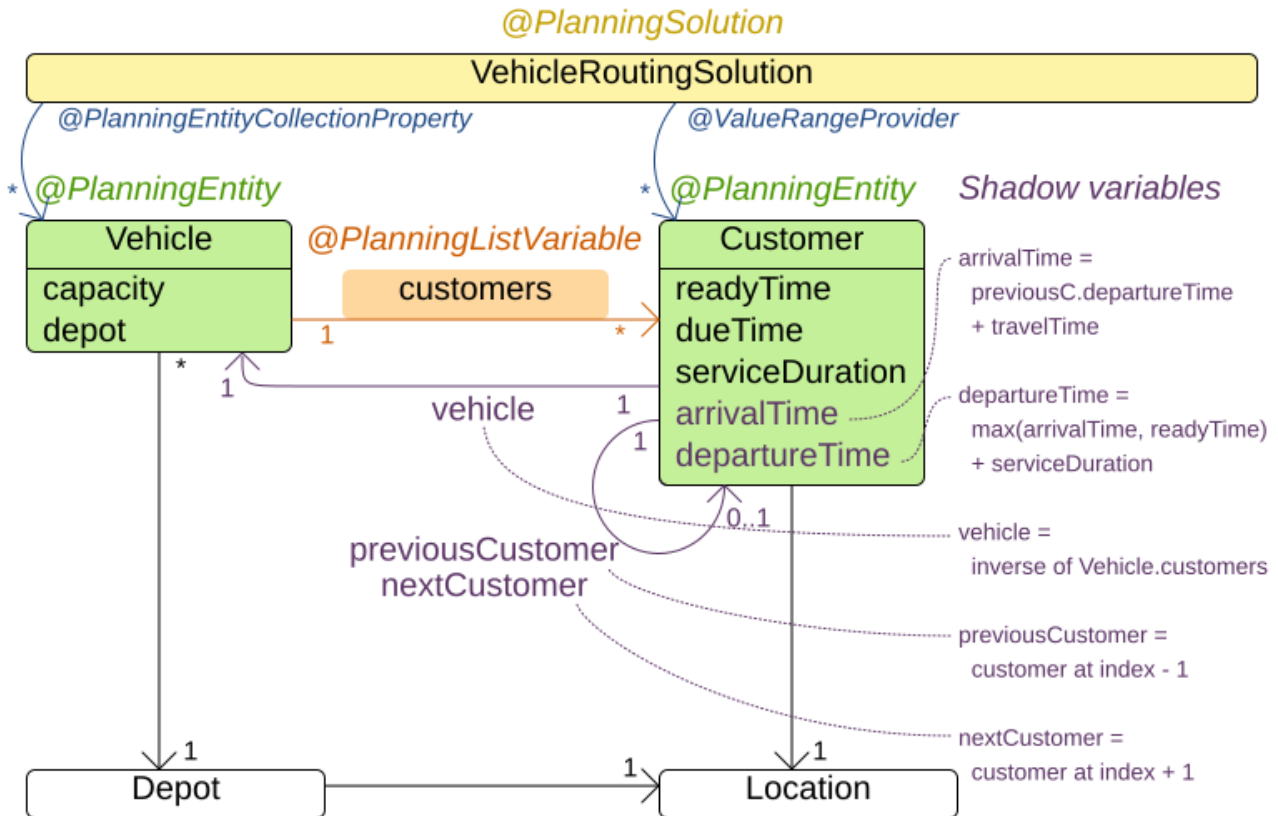 @PlanningSolution
VehicleRoutingSolution
@PlanningEntityCollectionProperty
@ValueRangeProvider
*
@PlanningEntity
*
@PlanningEntity
Shadow variables
Vehicle
@PlanningListVariable
Customer
capacity
depot
customers
1
*
readyTime
dueTime
serviceDuration
arrivalTime
departureTime
arrivalTime =
previousC.departureTime
+ travelTime
*
1
vehicle
1
1
0..1
departureTime =
max(arrivalTime, readyTime)
+ serviceDuration
previousCustomer
nextCustomer
vehicle =
inverse of Vehicle.customers
previousCustomer =
customer at index - 1
nextCustomer =
customer at index + 1
1
Depot
1
1
Location